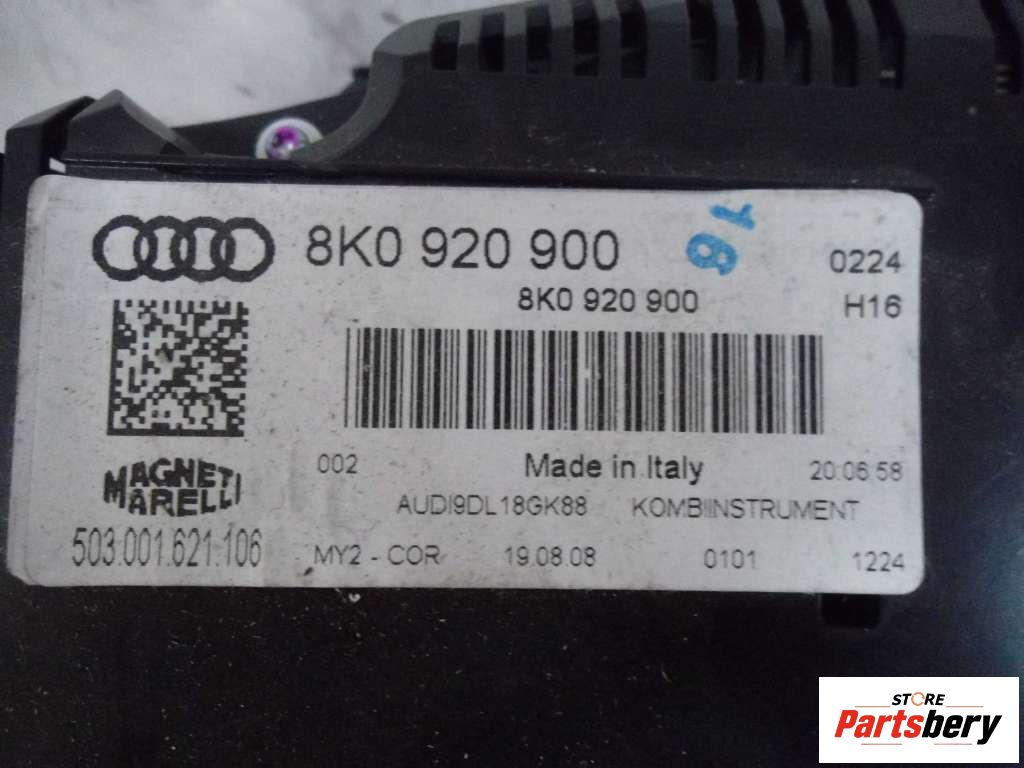 8K0 920 900
18
0224
8K0 920 900
H16
002
Made in Italy
20:06:58
MAGNETI
MARELLI
AUDI9DL18GK88 KOMBIINSTRUMENT
503.001.621.106
MY2 - COR 19.08.08 0101 1224
STORE
Partsbery